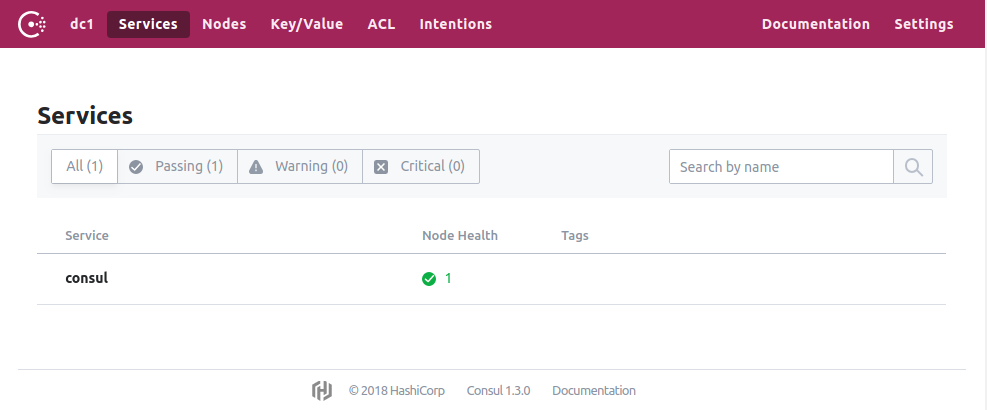 dc1 Services Nodes Key/Value ACL Intentions Documentation Settings
Services
All (1) Passing (1) Warning (0) Critical (0) Search by name
Service Node Health Tags
consul 1
© 2018 HashiCorp Consul 1.3.0 Documentation